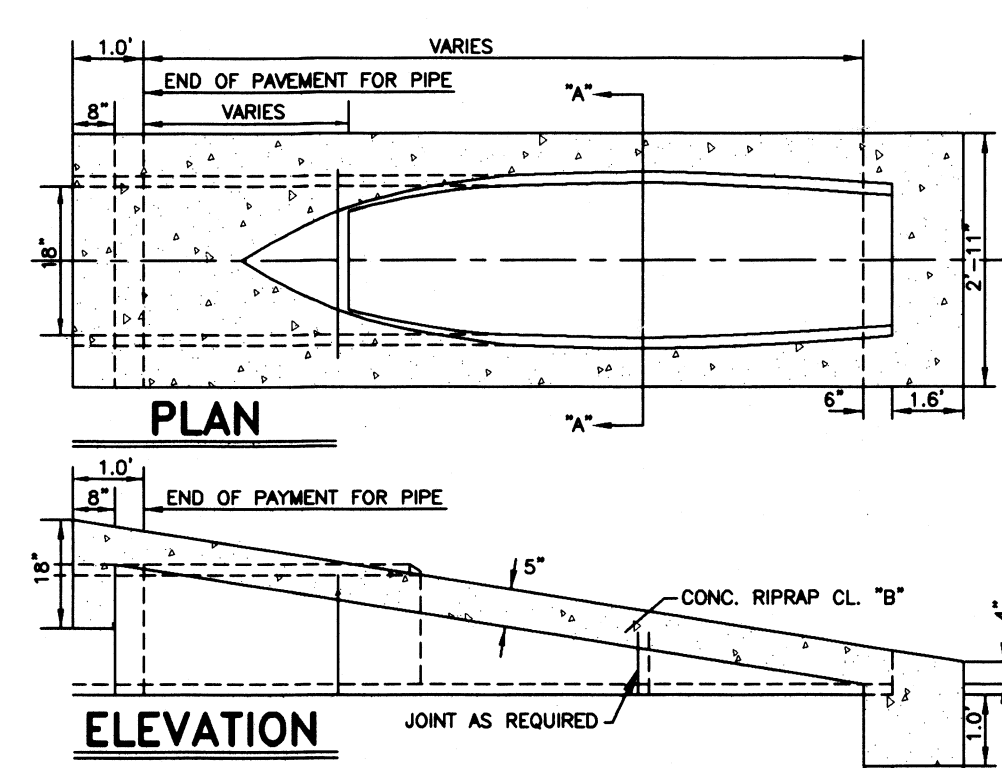 1.0'
VARIES
END OF PAVEMENT FOR PIPE
"A"
8"
VARIES
18"
2'-11"
6"
1.6'
PLAN
"A"
1.0'
8"
END OF PAYMENT FOR PIPE
18"
5"
CONC. RIPRAP CL. "B"
JOINT AS REQUIRED
1.0'
ELEVATION